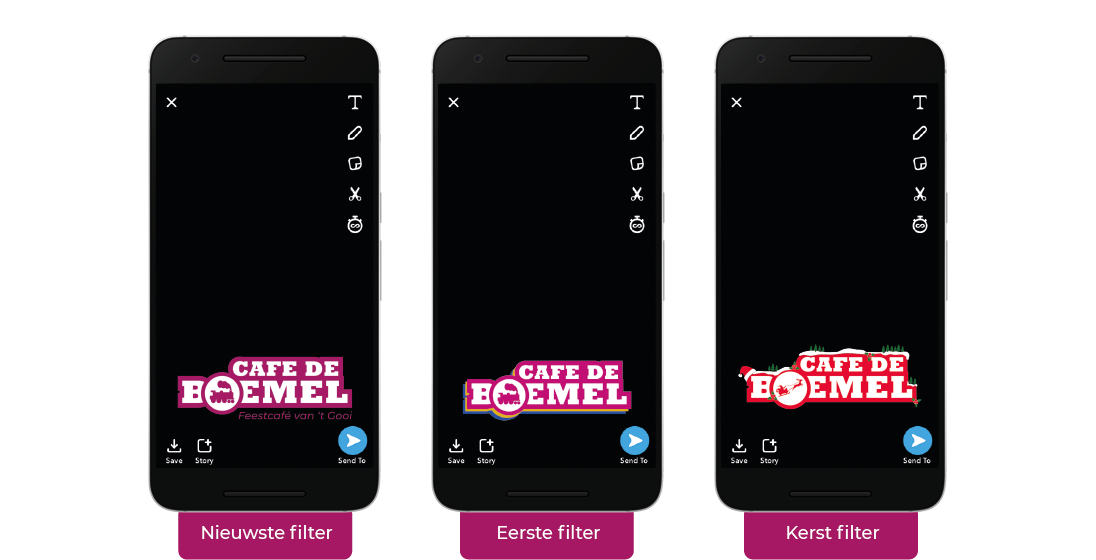 CAFE DE
BOEMEL
Feestcafé van 't Gooi
Save
Story
Send To
Nieuwste filter
CAFE DE
BOEMEL
Save
Story
Send To
Eerste filter
CAFE DE
BOEMEL
Save
Story
Send To
Kerst filter